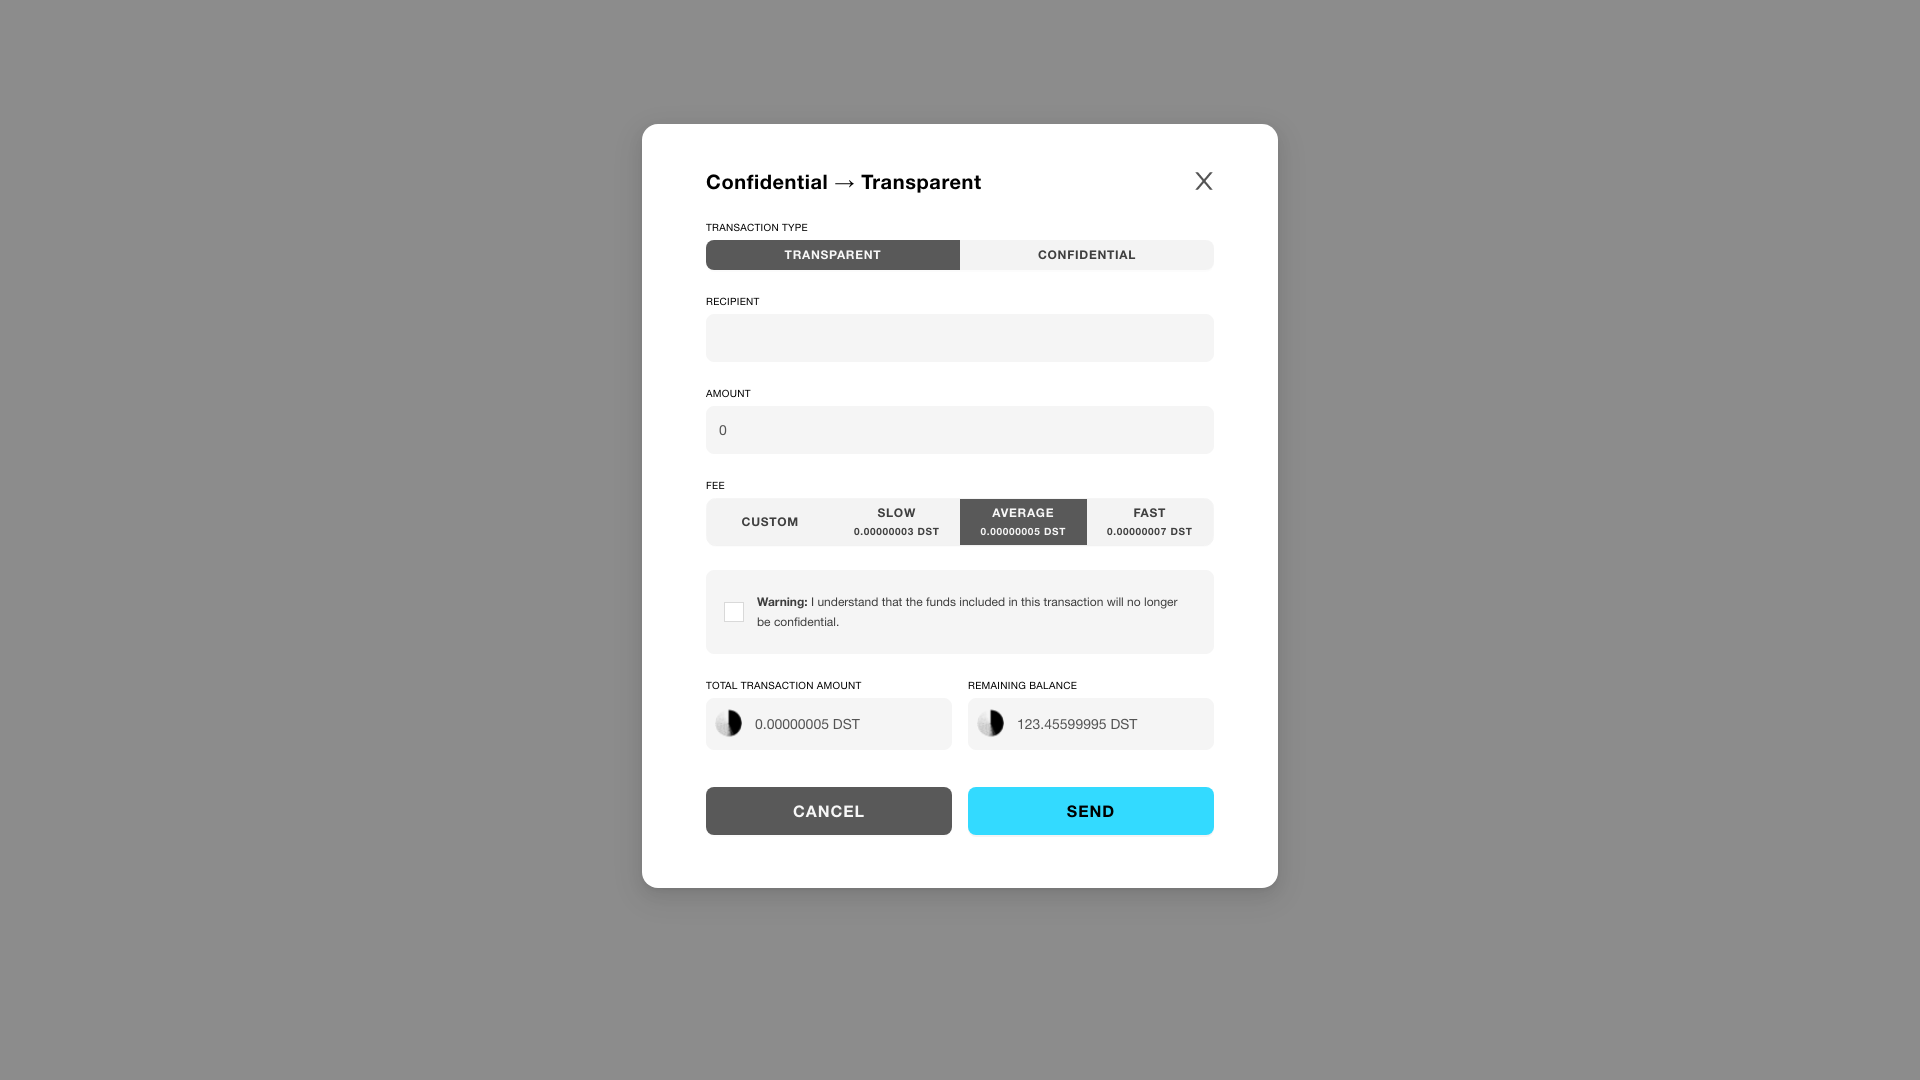 Confidential → Transparent
X
TRANSACTION TYPE
TRANSPARENT
CONFIDENTIAL
RECIPIENT
AMOUNT
0
FEE
CUSTOM
SLOW
0.00000003 DST
AVERAGE
0.00000005 DST
FAST
0.00000007 DST
Warning: I understand that the funds included in this transaction will no longer
be confidential.
TOTAL TRANSACTION AMOUNT
0.00000005 DST
REMAINING BALANCE
123.45599995 DST
CANCEL
SEND